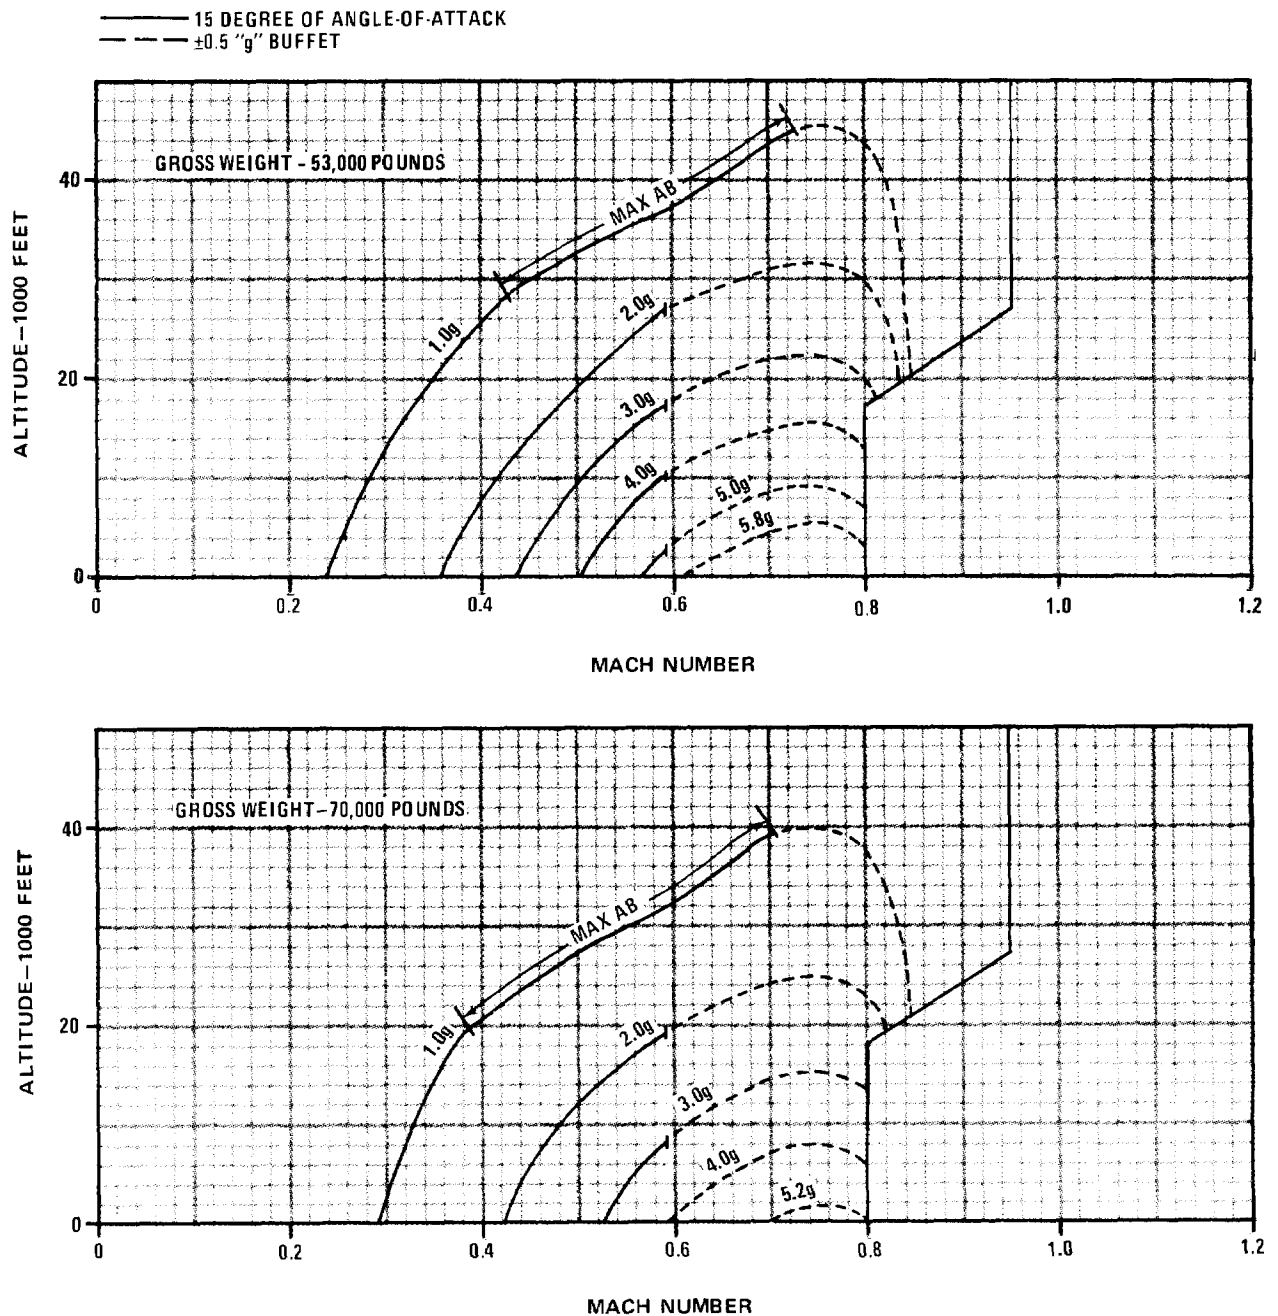 15 DEGREE OF ANGLE-OF-ATTACK
±0.5 "g" BUFFET
GROSS WEIGHT – 53,000 POUNDS
MAX AB
1.0g
2.0g
3.0g
4.0g
5.0g
5.8g
ALTITUDE–1000 FEET
40
20
0
0
0.2
0.4
0.6
0.8
1.0
1.2
MACH NUMBER
GROSS WEIGHT–70,000 POUNDS
MAX AB
1.0g
2.0g
3.0g
4.0g
5.2g
ALTITUDE–1000 FEET
40
20
0
0
0.2
0.4
0.6
0.8
1.0
1.2
MACH NUMBER